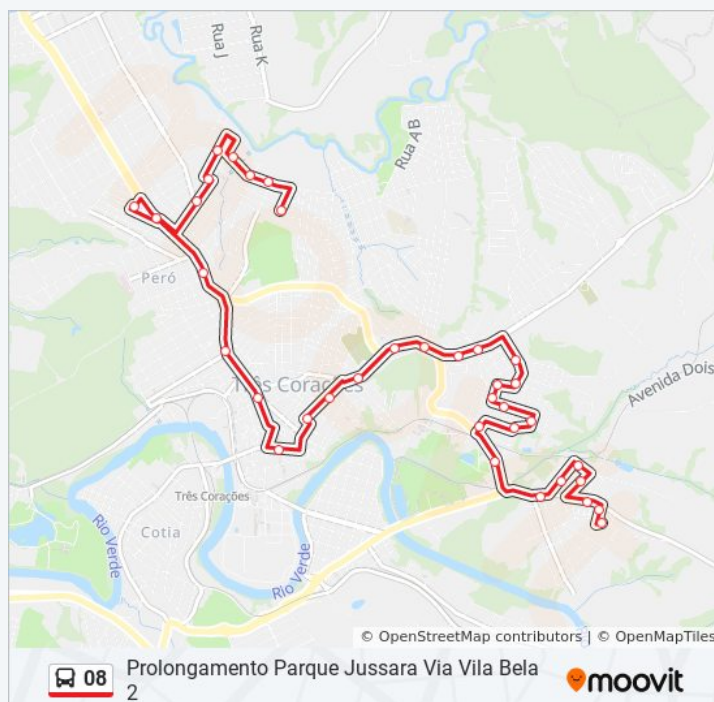 Rua J
Rua K
Rua A B
Peró
Três Corações
Avenida Dois
Três Corações
Cotia
Rio Verde
Rio Verde
© OpenStreetMap contributors | © OpenMapTiles
08
Prolongamento Parque Jussara Via Vila Bela
2
moovit